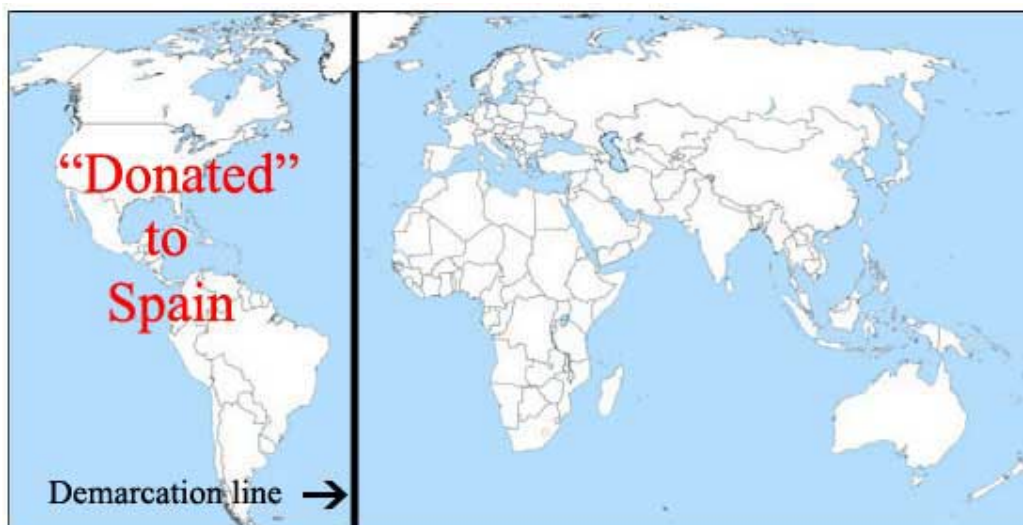 “Donated”
to
Spain
Demarcation line →